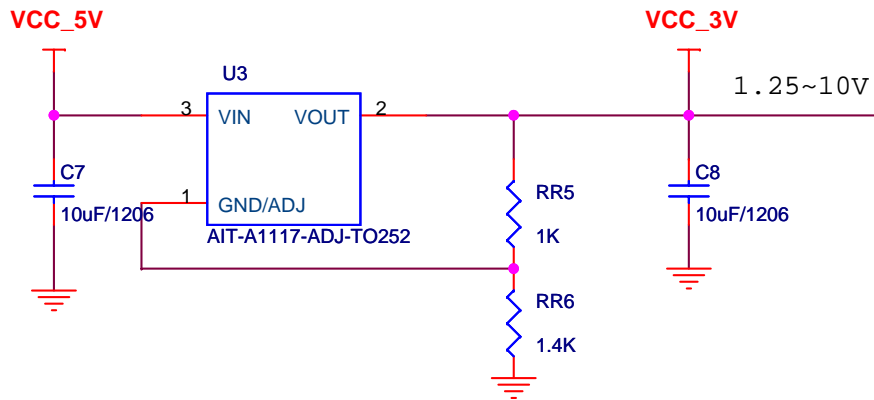 VCC_5V
VCC_3V
U3
1.25~10V
3
VIN
VOUT
2
C7
10uF/1206
1
GND/ADJ
AIT-A1117-ADJ-TO252
RR5
1K
C8
10uF/1206
RR6
1.4K